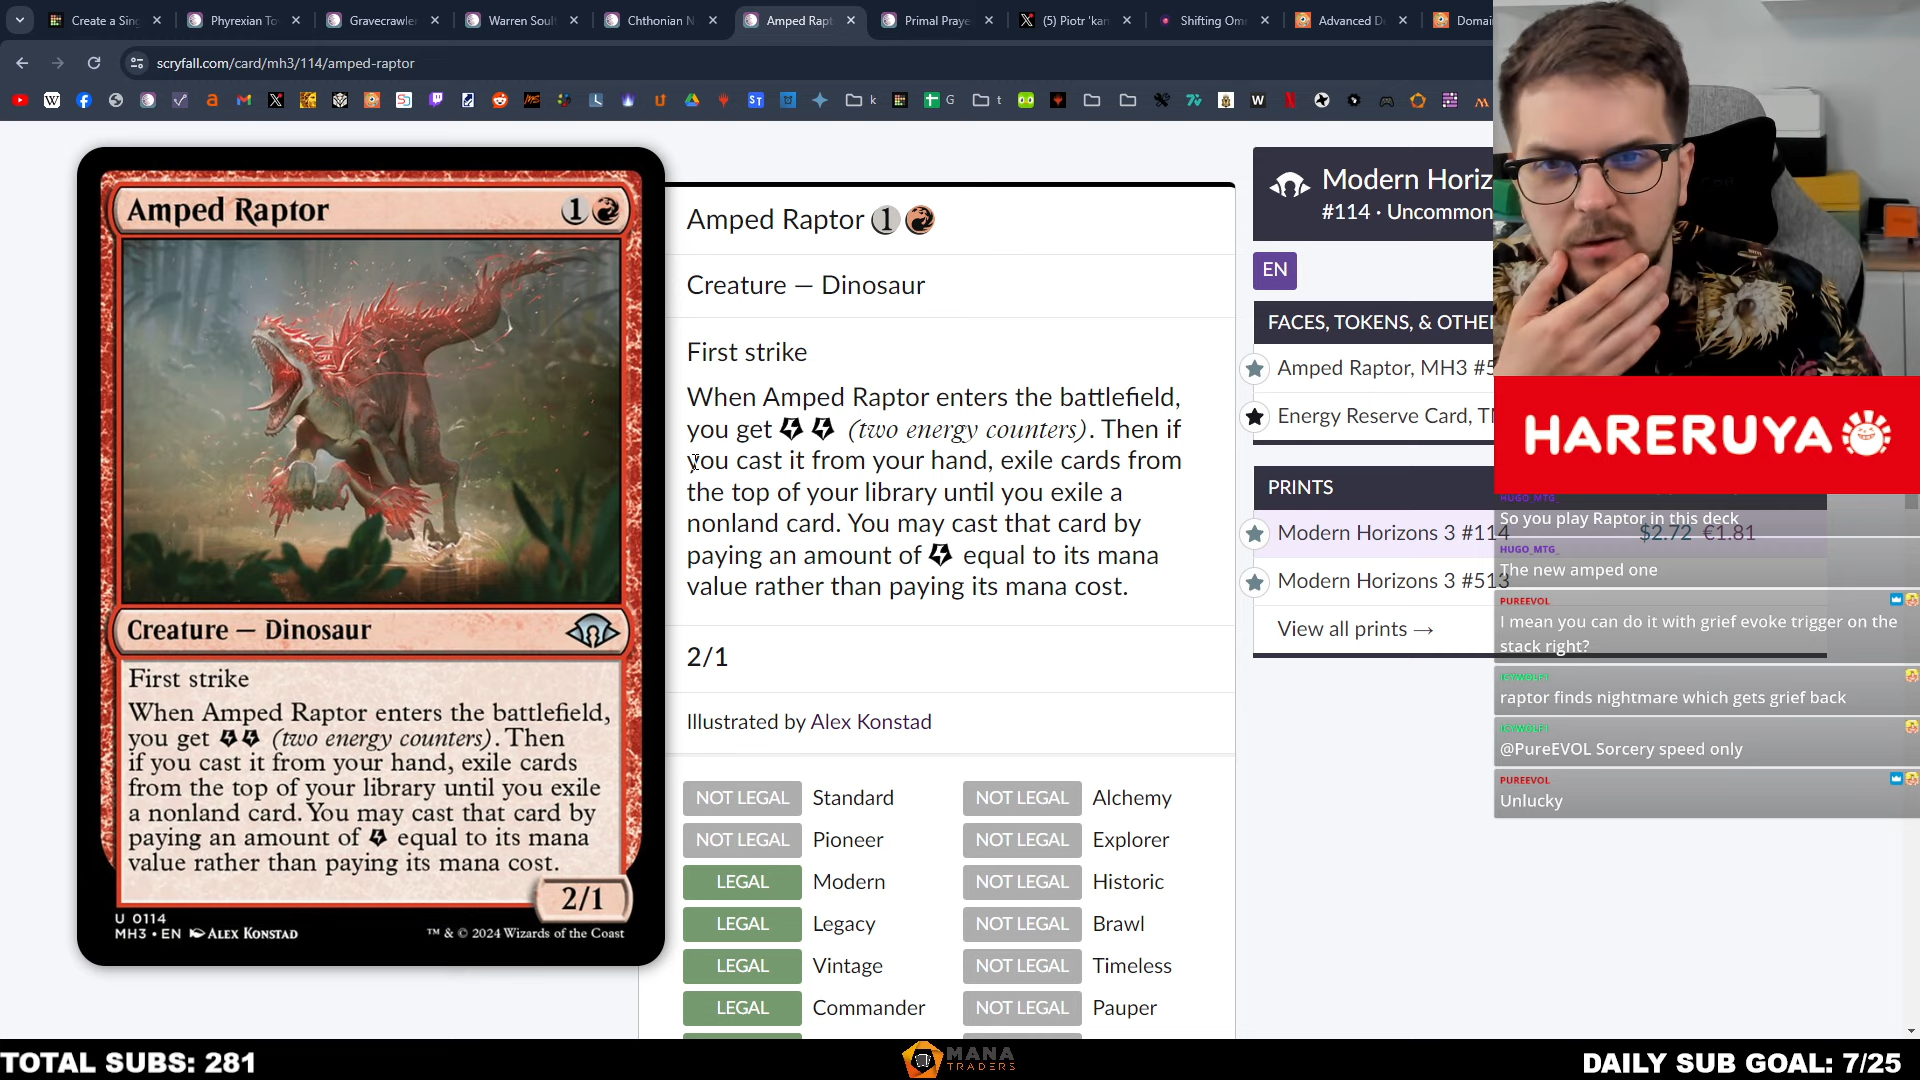 Create a Sin
Phyrexian To
Gravecrawler
Warren Soul
Chthonian N
Amped Rapt
Primal Praye
(5) Piotr 'kan
Shifting Om
Advanced D
Domai
scryfall.com/card/mh3/114/amped-raptor
k
G
t
Amped Raptor 1
First strike
When Amped Raptor enters the battlefield,
you get (two energy counters). Then
if you cast it from your hand, exile cards
from the top of your library until you exile
a nonland card. You may cast that card by
paying an amount of equal to its mana
value rather than paying its mana cost.
Creature — Dinosaur
2/1
U 0114
MH3 • EN ALEX KONSTAD
™ & © 2024 Wizards of the Coast
Amped Raptor 1
Creature — Dinosaur
First strike
When Amped Raptor enters the battlefield,
you get (two energy counters). Then if
you cast it from your hand, exile cards from
the top of your library until you exile a
nonland card. You may cast that card by
paying an amount of equal to its mana
value rather than paying its mana cost.
2/1
Illustrated by Alex Konstad
NOT LEGAL Standard NOT LEGAL Alchemy
NOT LEGAL Pioneer NOT LEGAL Explorer
LEGAL Modern NOT LEGAL Historic
LEGAL Legacy NOT LEGAL Brawl
LEGAL Vintage NOT LEGAL Timeless
LEGAL Commander NOT LEGAL Pauper
Modern Horiz
#114 · Uncommon
EN
FACES, TOKENS, & OTHE
Amped Raptor, MH3 #5
Energy Reserve Card, T
PRINTS
Modern Horizons 3 #114 $2.72 €1.81
Modern Horizons 3 #513
View all prints →
HARERUYA
HUGO_MTG_
So you play Raptor in this deck
HUGO_MTG_
The new amped one
PUREEVOL
I mean you can do it with grief evoke trigger on the
stack right?
ICYWOLF1
raptor finds nightmare which gets grief back
ICYWOLF1
@PureEVOL Sorcery speed only
PUREEVOL
Unlucky
TOTAL SUBS: 281
MANA
TRADERS
DAILY SUB GOAL: 7/25